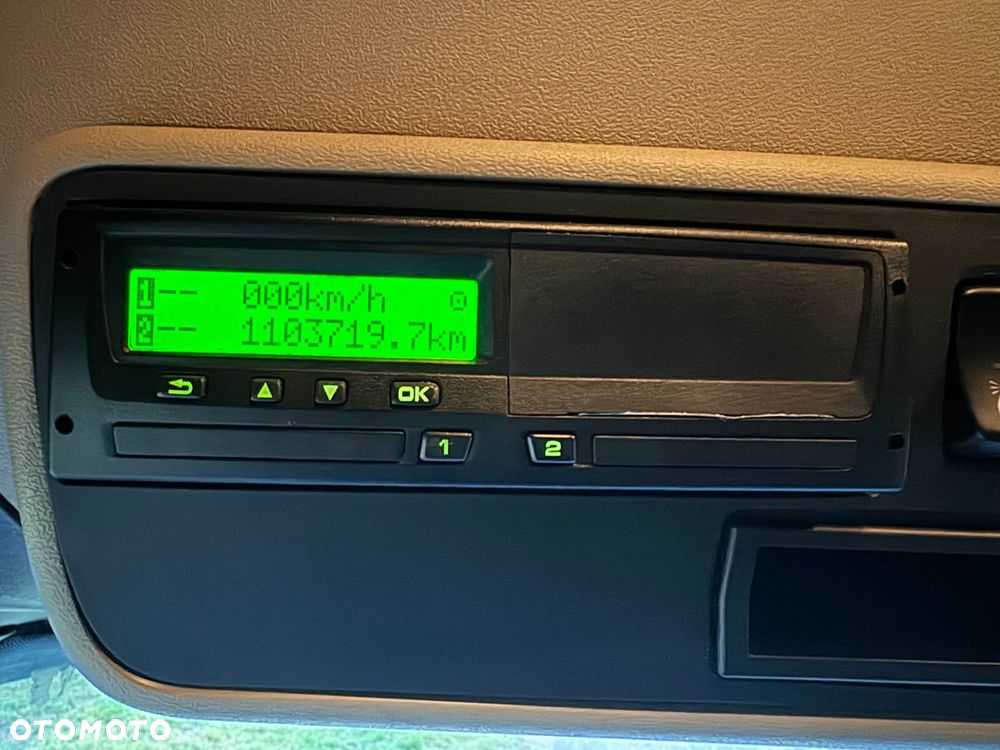 1-- 000km/h
2-- 1103719.7km
OK
1 2
OTOMOTO